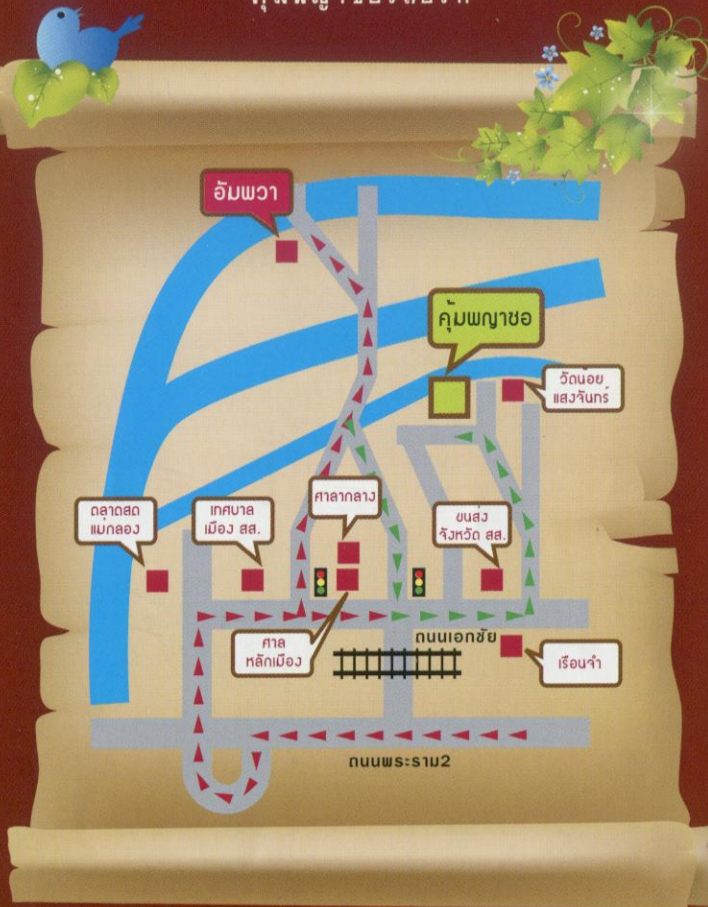 อัมพวา
คุ้มพญาซอ
วัดน้อย
แสงจันทร์
ตลาดสด
แม่กลอง
เทศบาล
เมือง สส.
ศาลากลาง
ขนส่ง
จังหวัด สส.
ศาล
หลักเมือง
ถนนเอกชัย
เรือนจำ
ถนนพระราม2